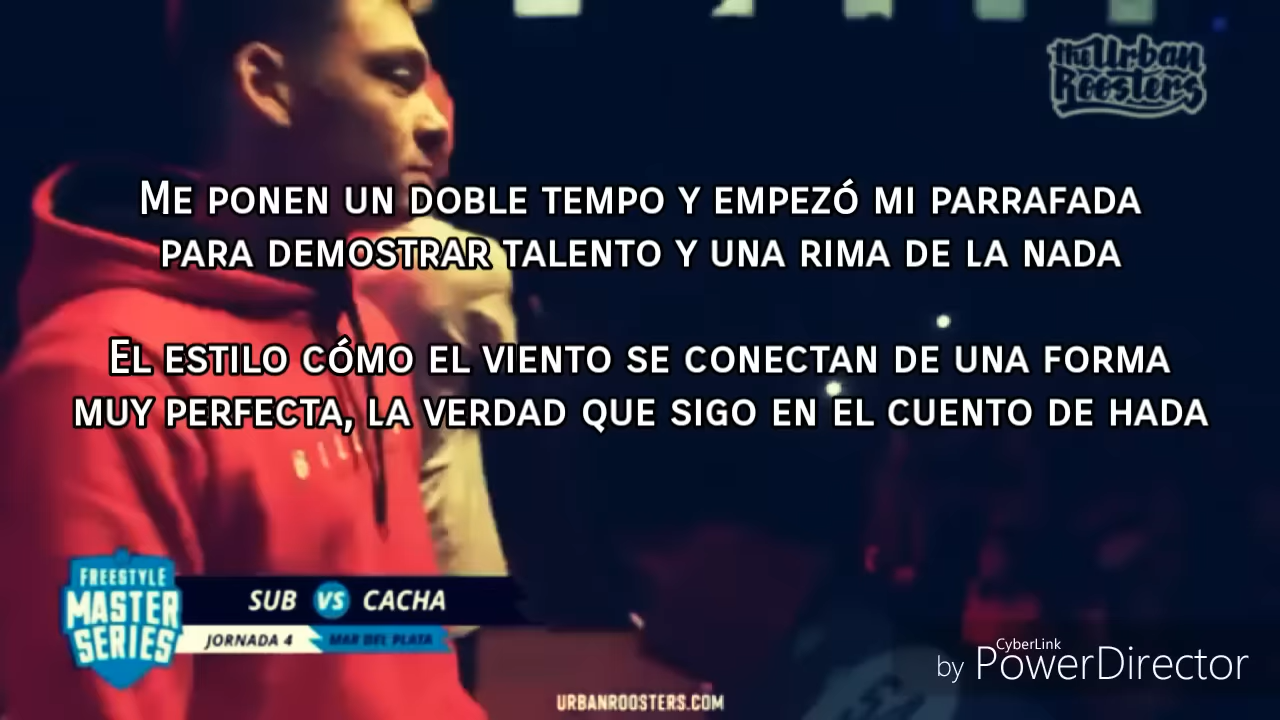 the Urban
Roosters
Me ponen un doble tempo y empezó mi parrafada
para demostrar talento y una rima de la nada
El estilo cómo el viento se conectan de una forma
muy perfecta, la verdad que sigo en el cuento de hada
FREESTYLE
MASTER
SERIES
SUB VS CACHA
JORNADA 4 MAR DEL PLATA
CyberLink
by PowerDirector
URBANROOSTERS.COM